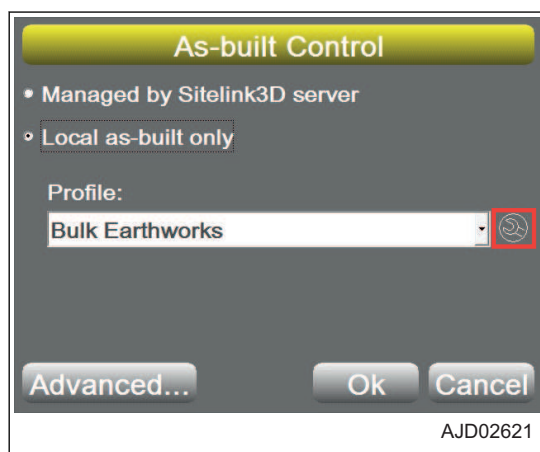 As-built Control
Managed by Sitelink3D server
Local as-built only
Profile:
Bulk Earthworks
Advanced...
Ok
Cancel
AJD02621